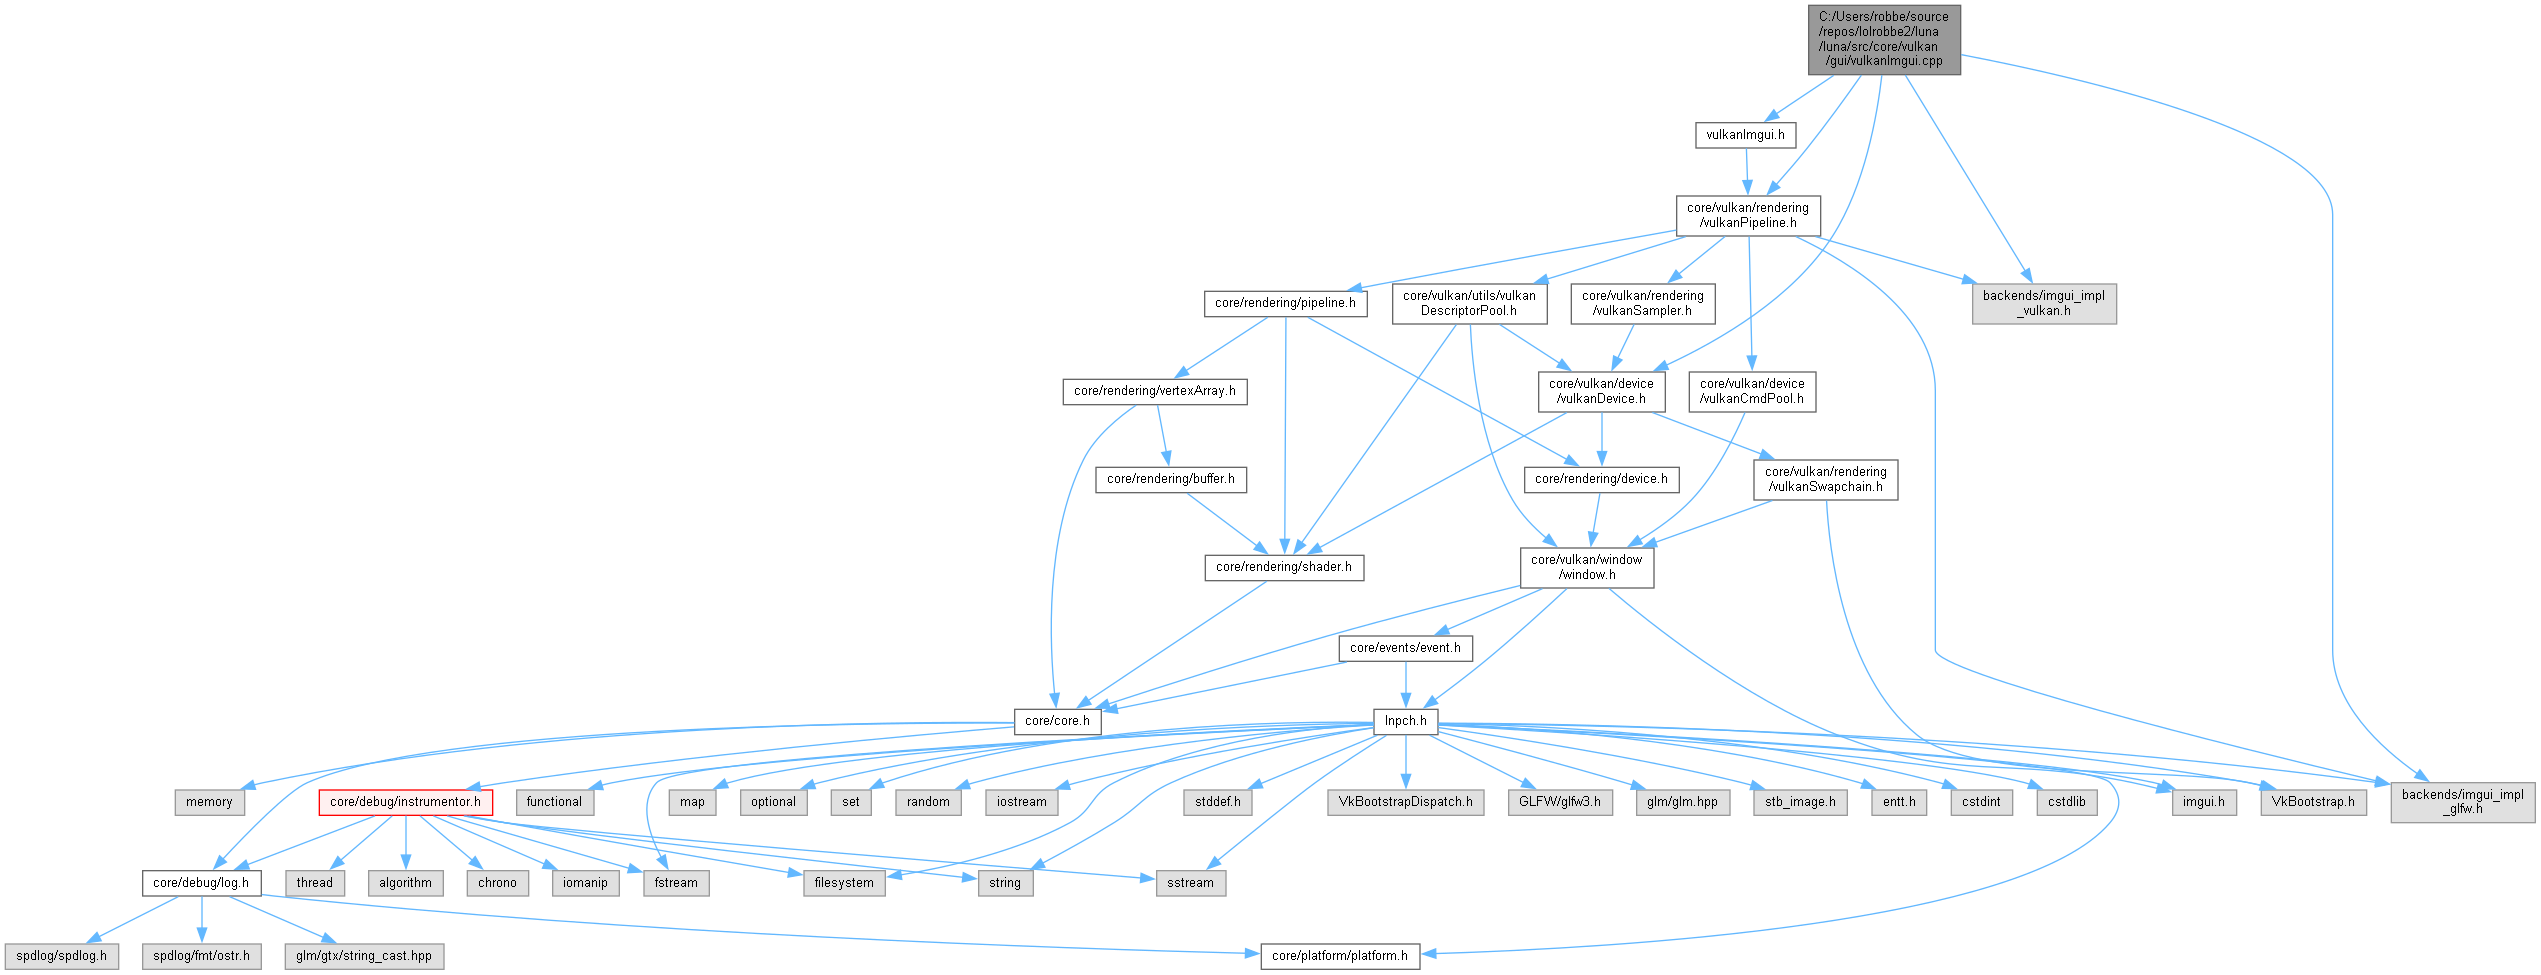 C:/Users/robbe/source
/repos/lolrobbe2/luna
/luna/src/core/vulkan
/gui/vulkanImgui.cpp
vulkanImgui.h
core/vulkan/rendering
/vulkanPipeline.h
core/rendering/pipeline.h
core/vulkan/utils/vulkan
DescriptorPool.h
core/vulkan/rendering
/vulkanSampler.h
backends/imgui_impl
_vulkan.h
core/rendering/vertexArray.h
core/vulkan/device
/vulkanDevice.h
core/vulkan/device
/vulkanCmdPool.h
core/rendering/buffer.h
core/rendering/device.h
core/vulkan/rendering
/vulkanSwapchain.h
core/rendering/shader.h
core/vulkan/window
/window.h
core/events/event.h
core/core.h
lnpch.h
memory
core/debug/instrumentor.h
functional
map
optional
set
random
iostream
stddef.h
VkBootstrapDispatch.h
GLFW/glfw3.h
glm/glm.hpp
stb_image.h
entt.h
cstdint
cstdlib
imgui.h
VkBootstrap.h
backends/imgui_impl
_glfw.h
core/debug/log.h
thread
algorithm
chrono
iomanip
fstream
filesystem
string
sstream
spdlog/spdlog.h
spdlog/fmt/ostr.h
glm/gtx/string_cast.hpp
core/platform/platform.h